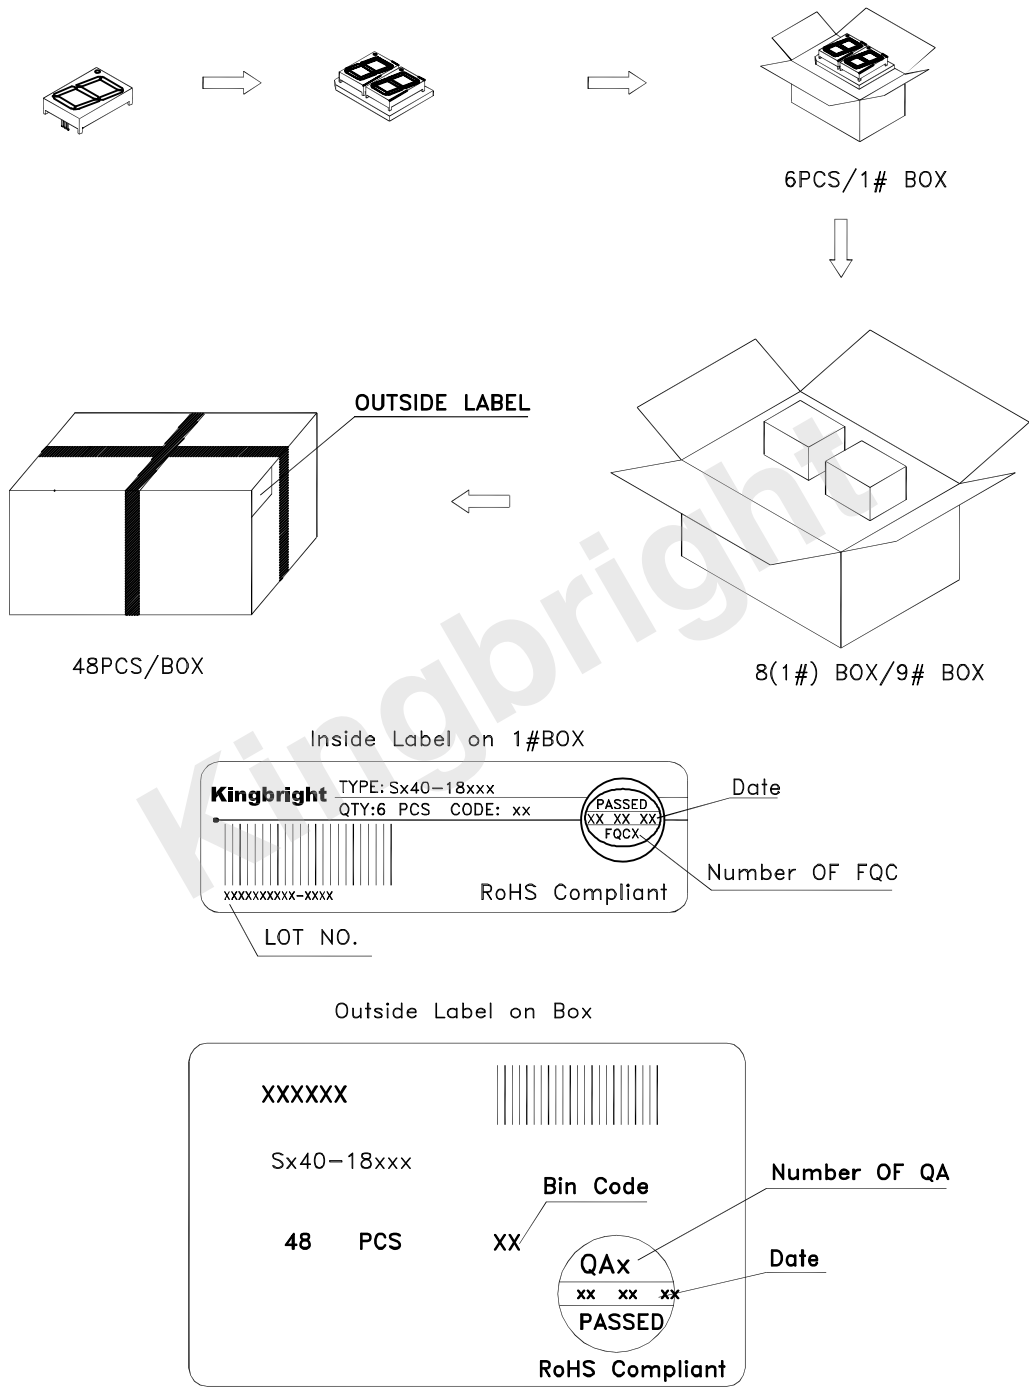 6PCS/1# BOX
OUTSIDE LABEL
48PCS/BOX
8(1#) BOX/9# BOX
Kingbright
Inside Label on 1#BOX
Kingbright
TYPE: Sx40-18xxx
QTY:6 PCS CODE: xx
PASSED
XX XX XX
FQCX
Date
Number OF FQC
RoHS Compliant
XXXXXXXXXX-XXXX
LOT NO.
Outside Label on Box
XXXXXX
Sx40-18xxx
Bin Code
Number OF QA
48 PCS XX
QAx
Date
xx xx xx
PASSED
RoHS Compliant